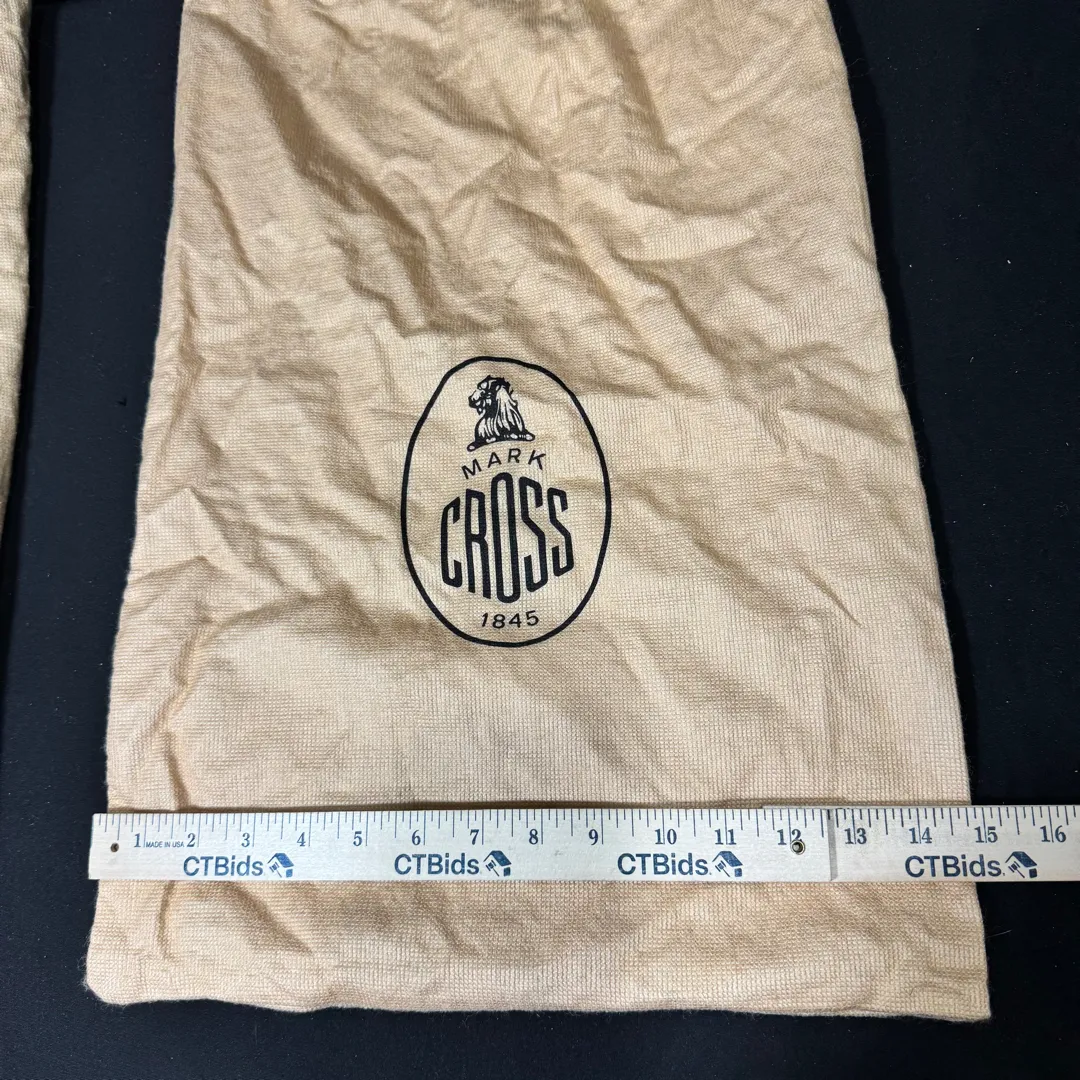 MARK
CROSS
1845
1 2 3 4 5 6 7 8 9 10 11 12 13 14 15 16
MADE IN USA
CTBids CTBids CTBids. CTBids.